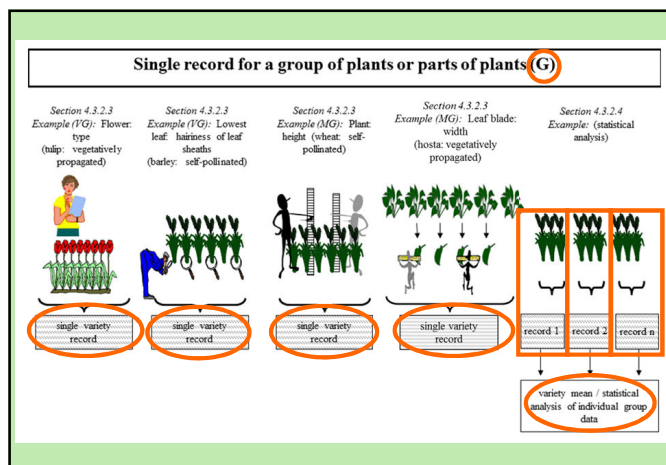 Single record for a group of plants or parts of plants (G)
Section 4.3.2.3
Example (VG): Flower:
type
(tulip: vegetatively
propagated)
Section 4.3.2.3
Example (VG): Lowest
leaf: hairiness of leaf
sheaths
(barley: self-pollinated)
Section 4.3.2.3
Example (MG): Plant:
height (wheat: self-
pollinated)
Section 4.3.2.3
Example (MG): Leaf blade:
width
(hosta: vegetatively
propagated)
Section 4.3.2.4
Example: (statistical
analysis)
single variety
record
single variety
record
single variety
record
single variety
record
record 1
record 2
record n
variety mean / statistical
analysis of individual group
data